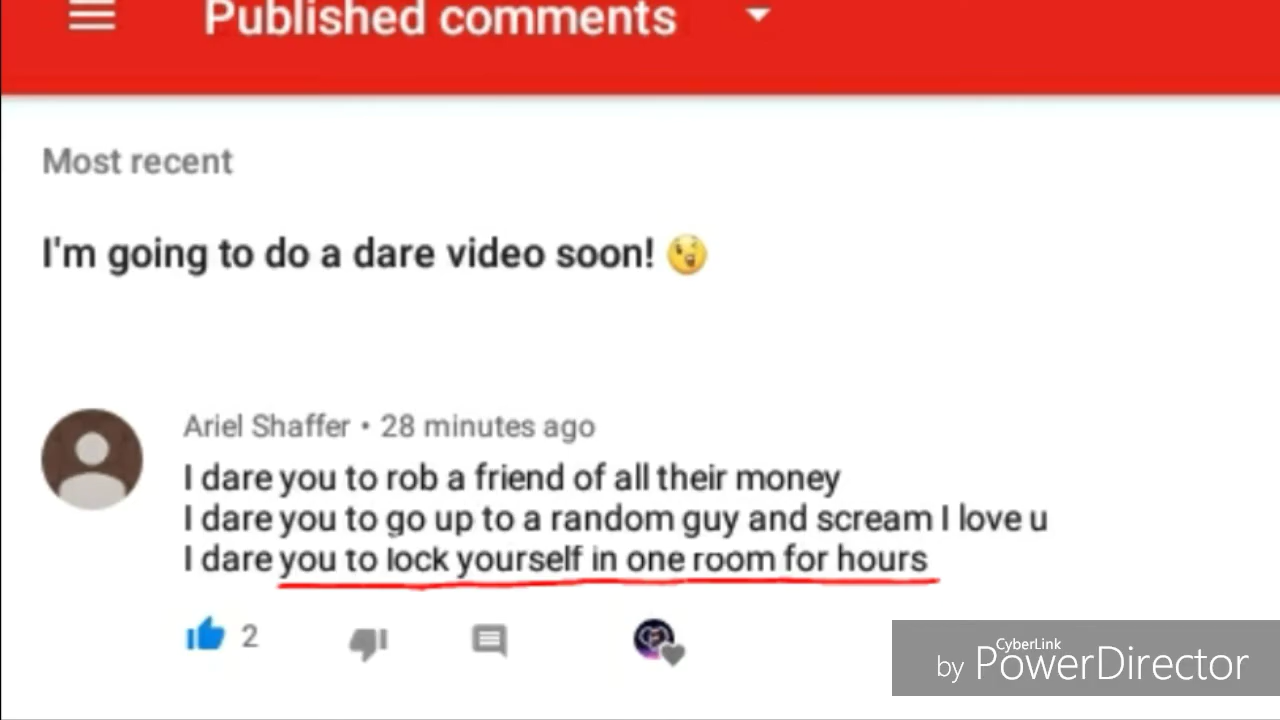 Published comments
Most recent
I'm going to do a dare video soon! 😲
Ariel Shaffer • 28 minutes ago
I dare you to rob a friend of all their money
I dare you to go up to a random guy and scream I love u
I dare you to lock yourself in one room for hours
2
CyberLink
by PowerDirector